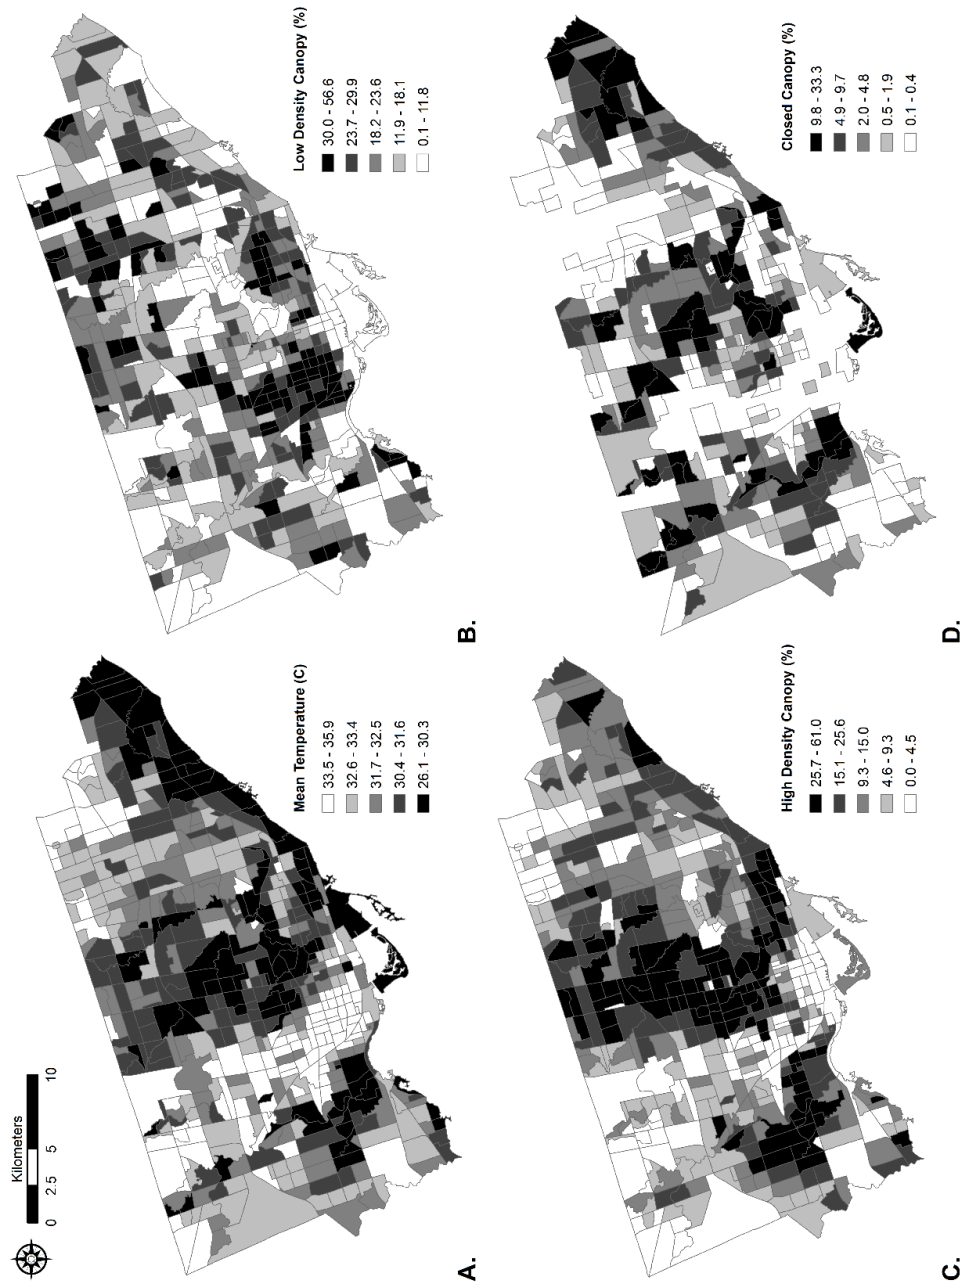 Kilometers
0 2.5 5 10
A.
Mean Temperature (C)
33.5 - 35.9
32.6 - 33.4
31.7 - 32.5
30.4 - 31.6
26.1 - 30.3
B.
Low Density Canopy (%)
30.0 - 56.6
23.7 - 29.9
18.2 - 23.6
11.9 - 18.1
0.1 - 11.8
C.
High Density Canopy (%)
25.7 - 61.0
15.1 - 25.6
9.3 - 15.0
4.6 - 9.3
0.0 - 4.5
D.
Closed Canopy (%)
9.8 - 33.3
4.9 - 9.7
2.0 - 4.8
0.5 - 1.9
0.1 - 0.4